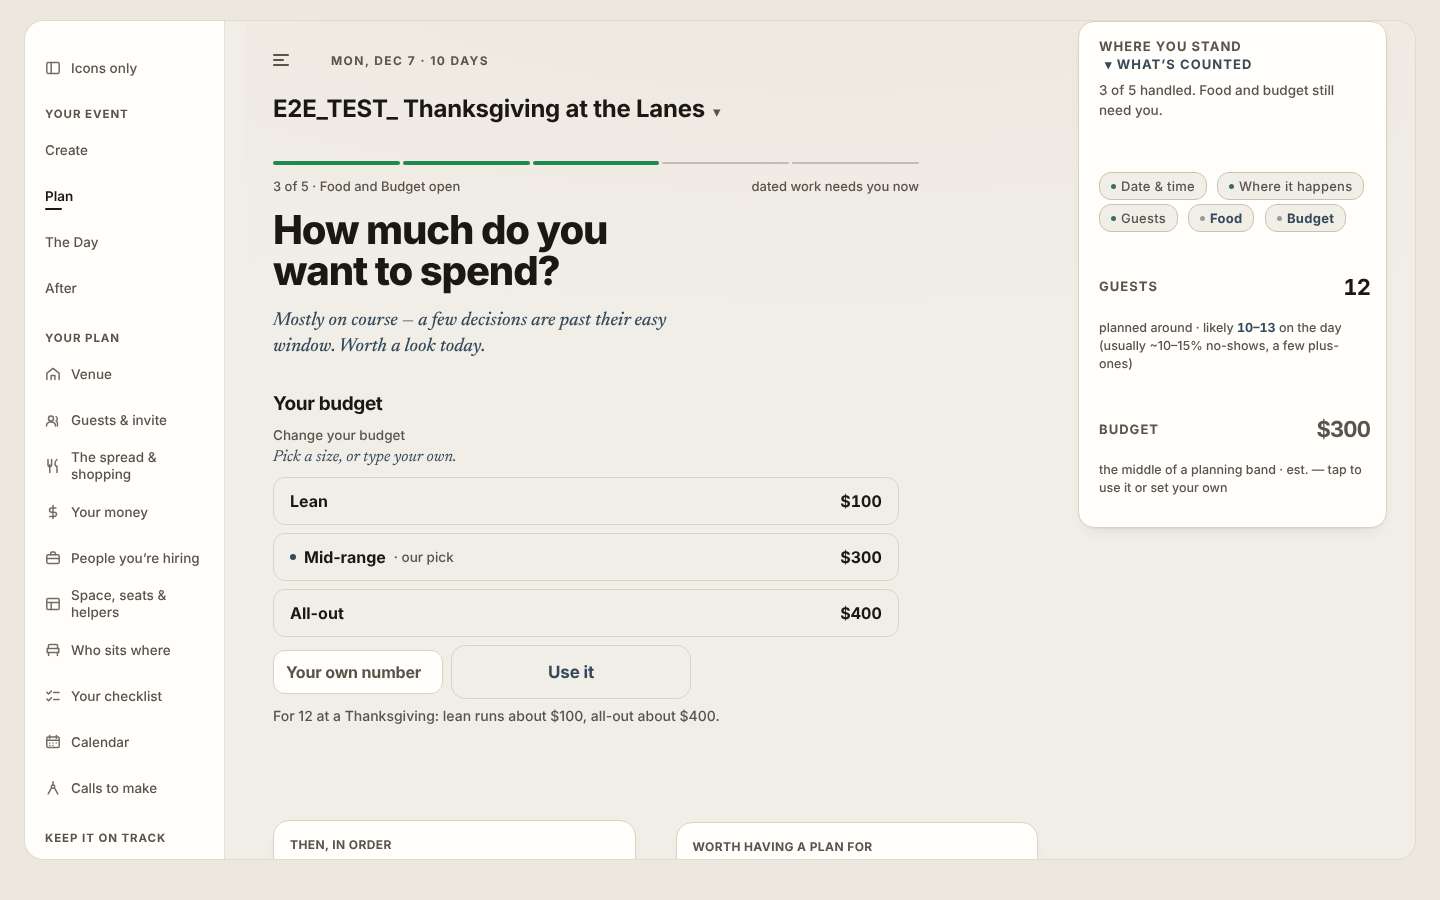 Icons only
YOUR EVENT
Create
Plan
The Day
After
YOUR PLAN
Venue
Guests & invite
The spread &
shopping
Your money
People you’re hiring
Space, seats &
helpers
Who sits where
Your checklist
Calendar
Calls to make
KEEP IT ON TRACK
MON, DEC 7 · 10 DAYS
E2E_TEST_ Thanksgiving at the Lanes ▾
3 of 5 · Food and Budget open
dated work needs you now
How much do you
want to spend?
Mostly on course — a few decisions are past their easy
window. Worth a look today.
Your budget
Change your budget
Pick a size, or type your own.
Lean $100
Mid-range · our pick $300
All-out $400
Your own number
Use it
For 12 at a Thanksgiving: lean runs about $100, all-out about $400.
THEN, IN ORDER
WORTH HAVING A PLAN FOR
WHERE YOU STAND
▾ WHAT’S COUNTED
3 of 5 handled. Food and budget still
need you.
Date & time
Where it happens
Guests
Food
Budget
GUESTS 12
planned around · likely 10–13 on the day
(usually ~10–15% no-shows, a few plus-
ones)
BUDGET $300
the middle of a planning band · est. — tap to
use it or set your own